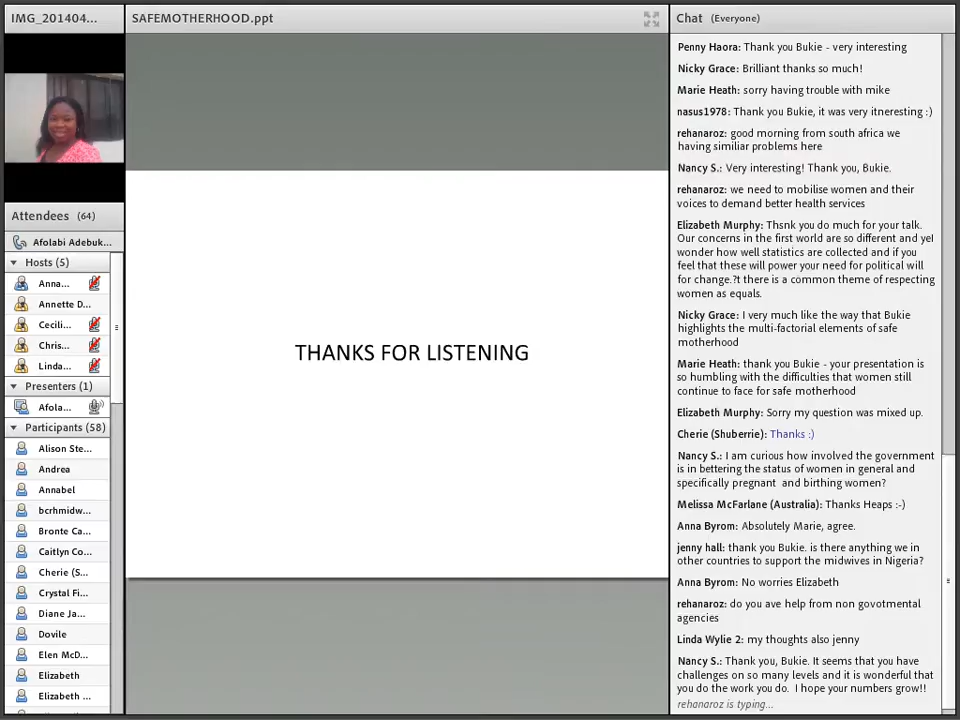 IMG_201404...
SAFEMOTHERHOOD.ppt
Chat (Everyone)
Attendees (64)
Afolabi Adebuk...
Hosts (5)
Anna...
Annette D...
Cecili...
Chris...
Linda...
Presenters (1)
Afola...
Participants (58)
Alison Ste...
Andrea
Annabel
bcrhmidw...
Bronte Ca...
Caitlyn Co...
Cherie (S...
Crystal Fi...
Diane Ja...
Dovile
Elen McD...
Elizabeth
Elizabeth ...
THANKS FOR LISTENING
Penny Haora: Thank you Bukie - very interesting
Nicky Grace: Brilliant thanks so much!
Marie Heath: sorry having trouble with mike
nasus1978: Thank you Bukie, it was very itneresting :)
rehanaroz: good morning from south africa we
having similiar problems here
Nancy S.: Very interesting! Thank you, Bukie.
rehanaroz: we need to mobilise women and their
voices to demand better health services
Elizabeth Murphy: Thsnk you do much for your talk.
Our concerns in the first world are so different and yeI
wonder how well statistics are collected and if you
feel that these will power your need for political will
for change.?t there is a common theme of respecting
women as equals.
Nicky Grace: I very much like the way that Bukie
highlights the multi-factorial elements of safe
motherhood
Marie Heath: thank you Bukie - your presentation is
so humbling with the difficulties that women still
continue to face for safe motherhood
Elizabeth Murphy: Sorry my question was mixed up.
Cherie (Shuberrie): Thanks :)
Nancy S.: I am curious how involved the government
is in bettering the status of women in general and
specifically pregnant and birthing women?
Melissa McFarlane (Australia): Thanks Heaps :-)
Anna Byrom: Absolutely Marie, agree.
jenny hall: thank you Bukie. is there anything we in
other countries to support the midwives in Nigeria?
Anna Byrom: No worries Elizabeth
rehanaroz: do you ave help from non govotmental
agencies
Linda Wylie 2: my thoughts also jenny
Nancy S.: Thank you, Bukie. It seems that you have
challenges on so many levels and it is wonderful that
you do the work you do. I hope your numbers grow!!
rehanaroz is typing...